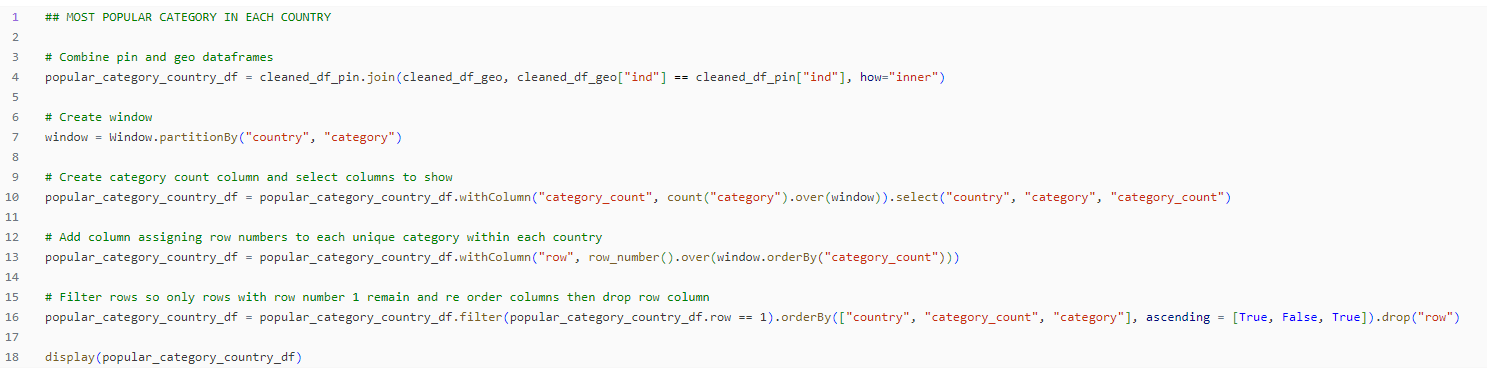 1 ## MOST POPULAR CATEGORY IN EACH COUNTRY
2
3 # Combine pin and geo dataframes
4 popular_category_country_df = cleaned_df_pin.join(cleaned_df_geo, cleaned_df_geo["ind"] == cleaned_df_pin["ind"], how="inner")
5
6 # Create window
7 window = Window.partitionBy("country", "category")
8
9 # Create category count column and select columns to show
10 popular_category_country_df = popular_category_country_df.withColumn("category_count", count("category").over(window)).select("country", "category", "category_count")
11
12 # Add column assigning row numbers to each unique category within each country
13 popular_category_country_df = popular_category_country_df.withColumn("row", row_number().over(window.orderBy("category_count")))
14
15 # Filter rows so only rows with row number 1 remain and re order columns then drop row column
16 popular_category_country_df = popular_category_country_df.filter(popular_category_country_df.row == 1).orderBy(["country", "category_count", "category"], ascending = [True, False, True]).drop("row")
17
18 display(popular_category_country_df)